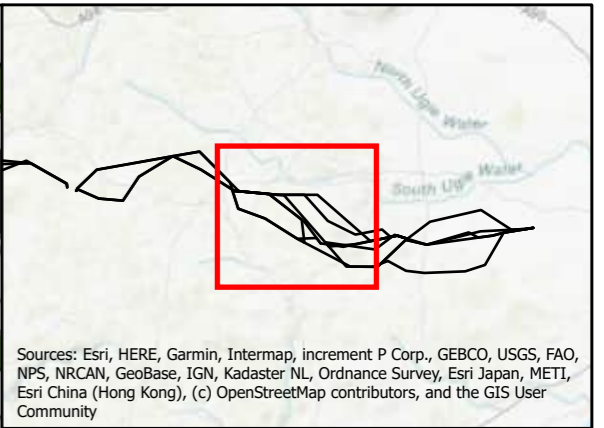 North Ugie Water
South Ugie Water
Sources: Esri, HERE, Garmin, Intermap, increment P Corp., GEBCO, USGS, FAO,
NPS, NRCAN, GeoBase, IGN, Kadaster NL, Ordnance Survey, Esri Japan, METI,
Esri China (Hong Kong), (c) OpenStreetMap contributors, and the GIS User
Community